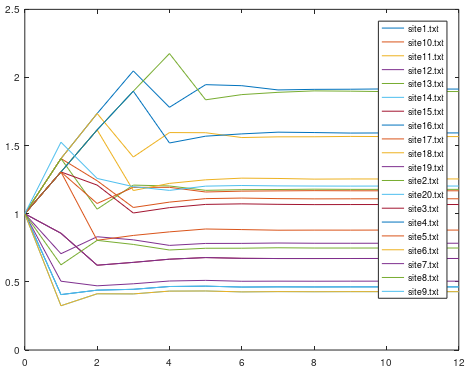 2.5
2
1.5
1
0.5
0
0
2
4
6
8
10
12
site1.txt
site10.txt
site11.txt
site12.txt
site13.txt
site14.txt
site15.txt
site16.txt
site17.txt
site18.txt
site19.txt
site2.txt
site20.txt
site3.txt
site4.txt
site5.txt
site6.txt
site7.txt
site8.txt
site9.txt